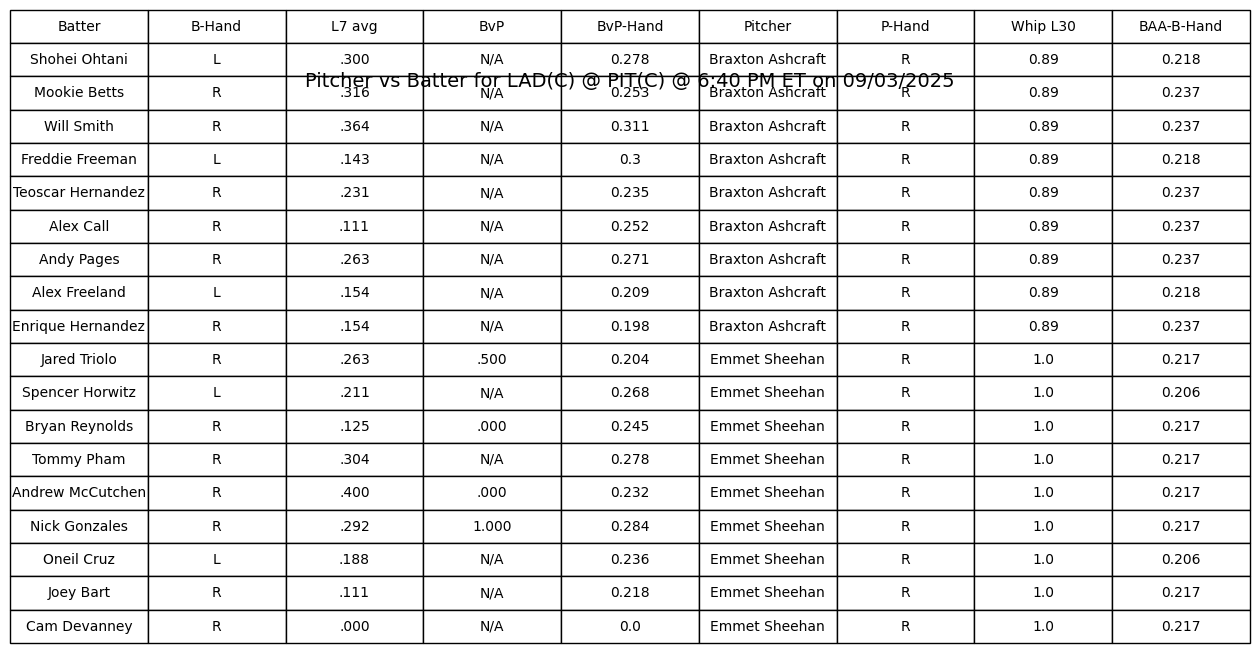 Batter B-Hand L7 avg BvP BvP-Hand Pitcher P-Hand Whip L30 BAA-B-Hand
Shohei Ohtani L .300 N/A 0.278 Braxton Ashcraft R 0.89 0.218
Pitcher vs Batter for LAD(C) @ PIT(C) @ 6:40 PM ET on 09/03/2025
Mookie Betts R .316 N/A 0.253 Braxton Ashcraft R 0.89 0.237
Will Smith R .364 N/A 0.311 Braxton Ashcraft R 0.89 0.237
Freddie Freeman L .143 N/A 0.3 Braxton Ashcraft R 0.89 0.218
Teoscar Hernandez R .231 N/A 0.235 Braxton Ashcraft R 0.89 0.237
Alex Call R .111 N/A 0.252 Braxton Ashcraft R 0.89 0.237
Andy Pages R .263 N/A 0.271 Braxton Ashcraft R 0.89 0.237
Alex Freeland L .154 N/A 0.209 Braxton Ashcraft R 0.89 0.218
Enrique Hernandez R .154 N/A 0.198 Braxton Ashcraft R 0.89 0.237
Jared Triolo R .263 .500 0.204 Emmet Sheehan R 1.0 0.217
Spencer Horwitz L .211 N/A 0.268 Emmet Sheehan R 1.0 0.206
Bryan Reynolds R .125 .000 0.245 Emmet Sheehan R 1.0 0.217
Tommy Pham R .304 N/A 0.278 Emmet Sheehan R 1.0 0.217
Andrew McCutchen R .400 .000 0.232 Emmet Sheehan R 1.0 0.217
Nick Gonzales R .292 1.000 0.284 Emmet Sheehan R 1.0 0.217
Oneil Cruz L .188 N/A 0.236 Emmet Sheehan R 1.0 0.206
Joey Bart R .111 N/A 0.218 Emmet Sheehan R 1.0 0.217
Cam Devanney R .000 N/A 0.0 Emmet Sheehan R 1.0 0.217